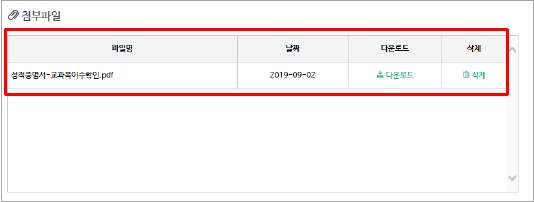 첨부파일
파일명 날짜 다운로드 삭제
성적증명서-교과목이수확인.pdf 2019-09-02 다운로드 삭제